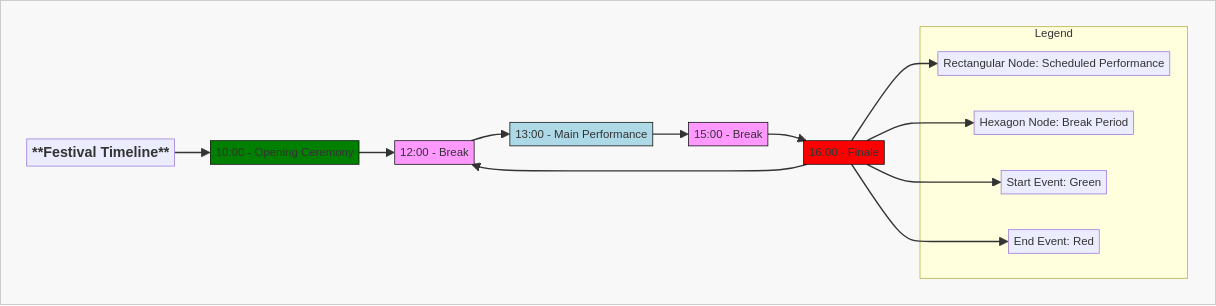 **Festival Timeline**
10:00 - Opening Ceremony
12:00 - Break
13:00 - Main Performance
15:00 - Break
16:00 - Finale
Legend
Rectangular Node: Scheduled Performance
Hexagon Node: Break Period
Start Event: Green
End Event: Red